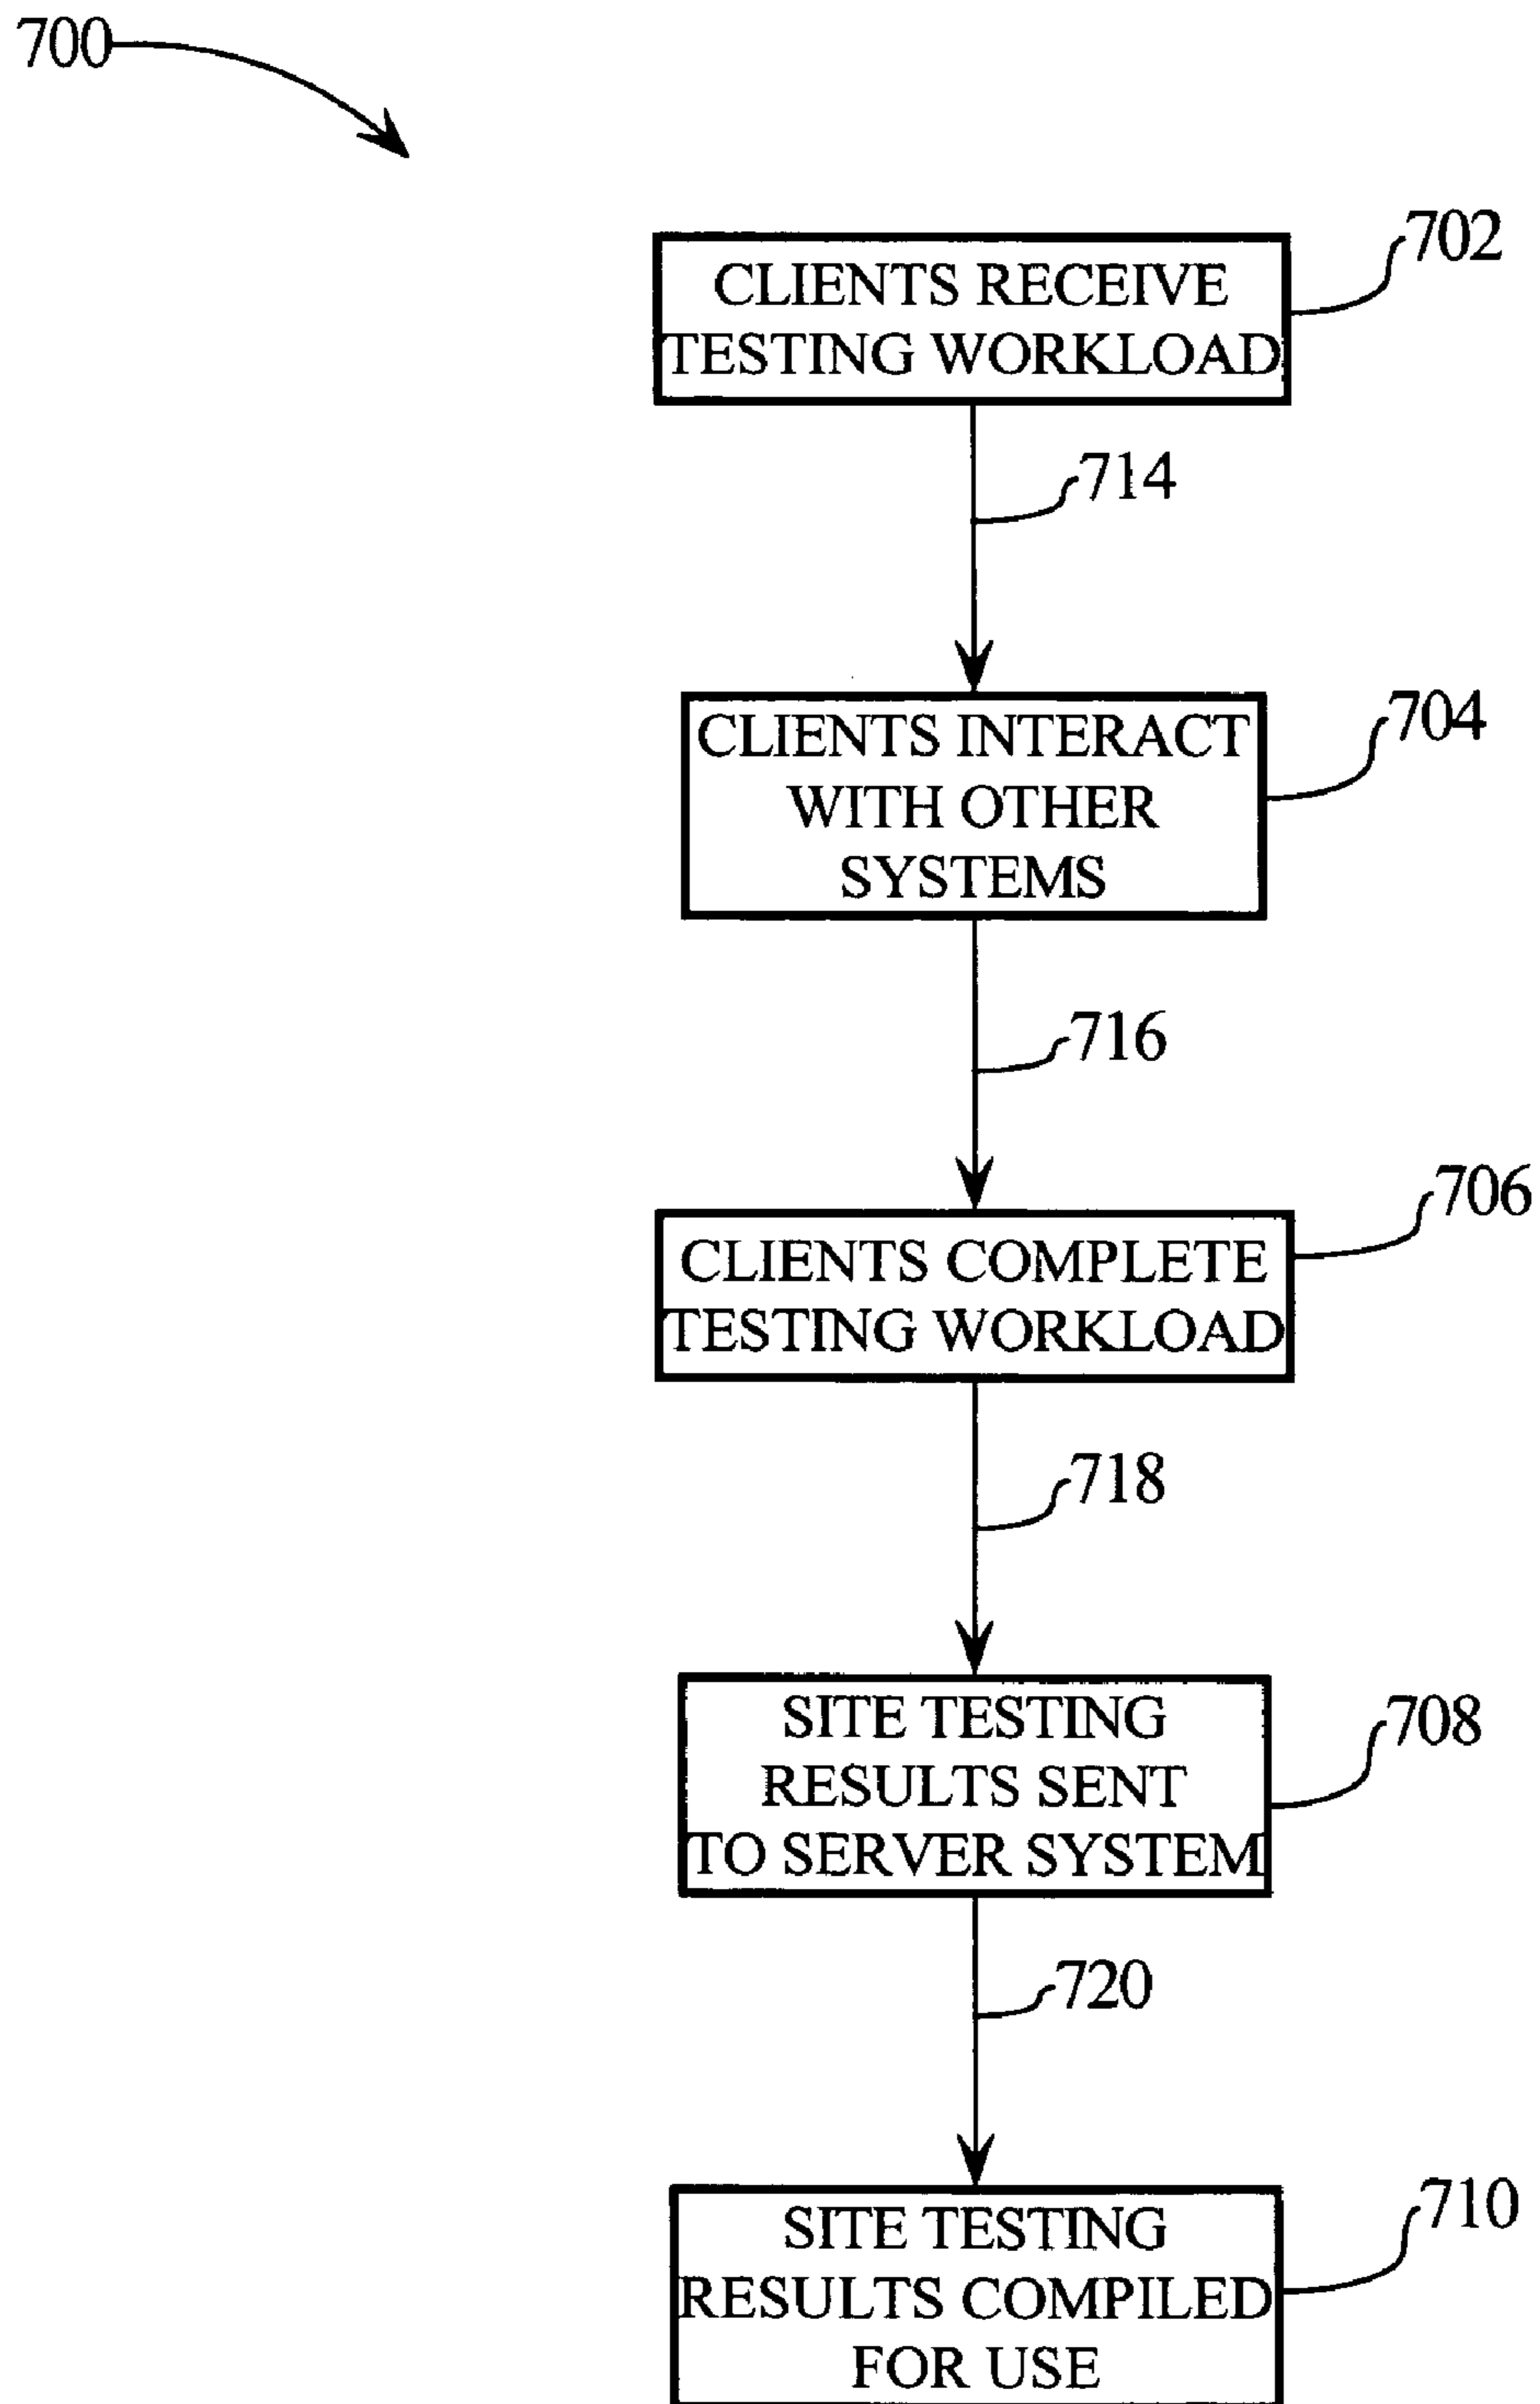 700
702
CLIENTS RECEIVE
TESTING WORKLOAD
714
704
CLIENTS INTERACT
WITH OTHER
SYSTEMS
716
706
CLIENTS COMPLETE
TESTING WORKLOAD
718
708
SITE TESTING
RESULTS SENT
TO SERVER SYSTEM
720
710
SITE TESTING
RESULTS COMPILED
FOR USE